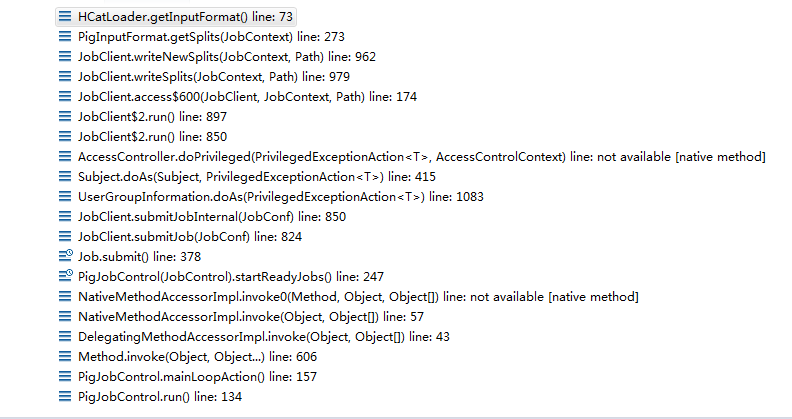 HCatLoader.getInputFormat() line: 73
PigInputFormat.getSplits(JobContext) line: 273
JobClient.writeNewSplits(JobContext, Path) line: 962
JobClient.writeSplits(JobContext, Path) line: 979
JobClient.access$600(JobClient, JobContext, Path) line: 174
JobClient$2.run() line: 897
JobClient$2.run() line: 850
AccessController.doPrivileged(PrivilegedExceptionAction<T>, AccessControlContext) line: not available [native method]
Subject.doAs(Subject, PrivilegedExceptionAction<T>) line: 415
UserGroupInformation.doAs(PrivilegedExceptionAction<T>) line: 1083
JobClient.submitJobInternal(JobConf) line: 850
JobClient.submitJob(JobConf) line: 824
Job.submit() line: 378
PigJobControl(JobControl).startReadyJobs() line: 247
NativeMethodAccessorImpl.invoke0(Method, Object, Object[]) line: not available [native method]
NativeMethodAccessorImpl.invoke(Object, Object[]) line: 57
DelegatingMethodAccessorImpl.invoke(Object, Object[]) line: 43
Method.invoke(Object, Object...) line: 606
PigJobControl.mainLoopAction() line: 157
PigJobControl.run() line: 134